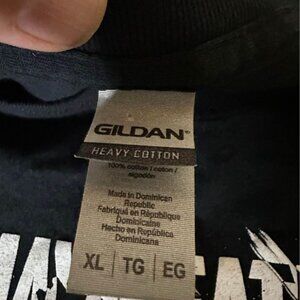 GILDAN®
HEAVY COTTON
100% cotton / coton /
algodón
Made in Dominican
Republic
Fabriqué en République
Dominicaine
Hecho en República
Dominicana
XL | TG | EG